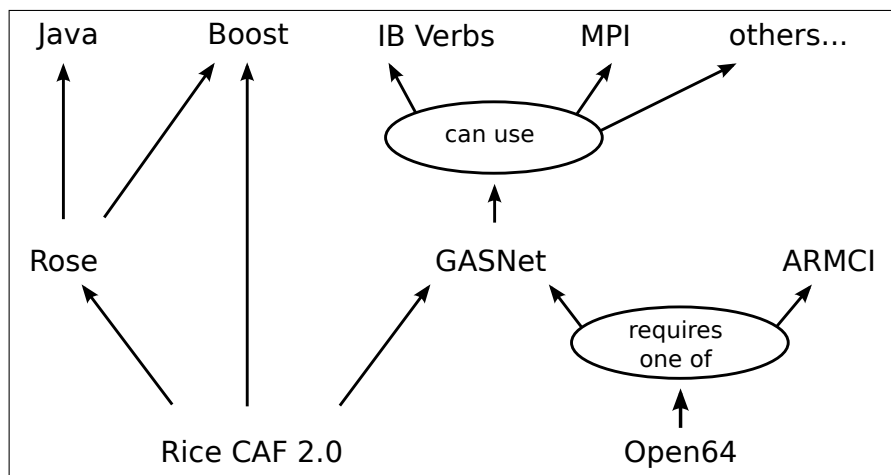 Java
Boost
IB Verbs
MPI
others...
can use
Rose
GASNet
ARMCI
requires
one of
Rice CAF 2.0
Open64